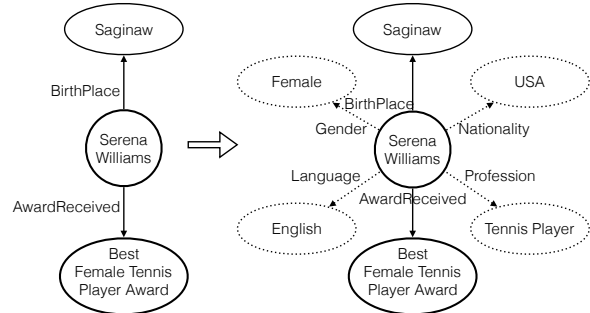 Saginaw
BirthPlace
Serena
Williams
AwardReceived
Best
Female Tennis
Player Award
Saginaw
Female
USA
BirthPlace
Gender
Serena
Williams
Nationality
Language
Profession
AwardReceived
English
Tennis Player
Best
Female Tennis
Player Award